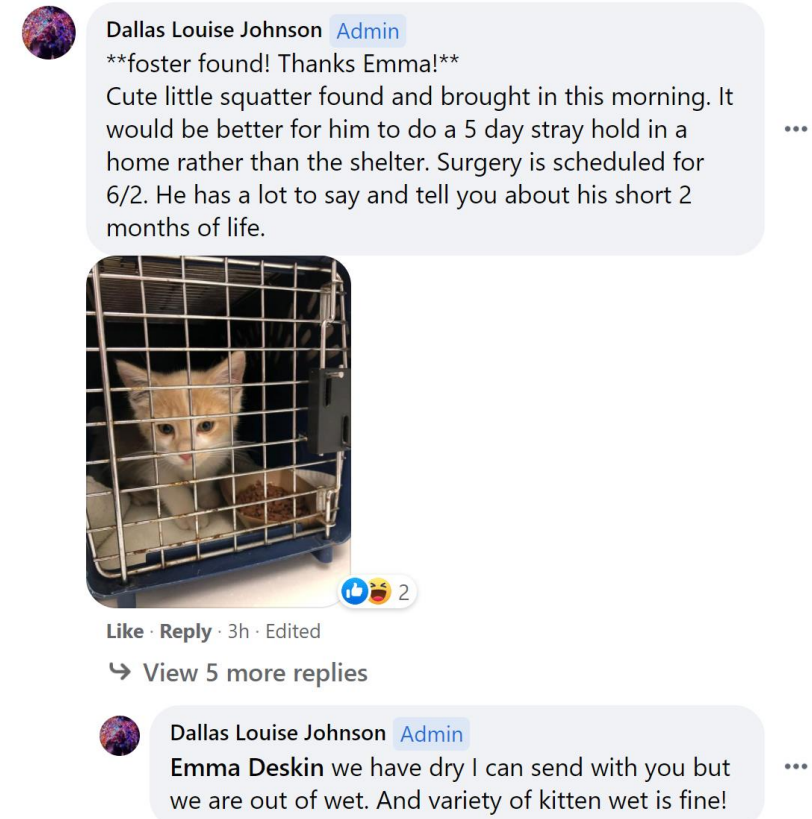 Dallas Louise Johnson Admin
**foster found! Thanks Emma!**
Cute little squatter found and brought in this morning. It
would be better for him to do a 5 day stray hold in a
home rather than the shelter. Surgery is scheduled for
6/2. He has a lot to say and tell you about his short 2
months of life.
2
Like · Reply · 3h · Edited
View 5 more replies
Dallas Louise Johnson Admin
Emma Deskin we have dry I can send with you but
we are out of wet. And variety of kitten wet is fine!